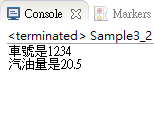 Console Markers
<terminated> Sample3_2
車號是1234
汽油量是20.5